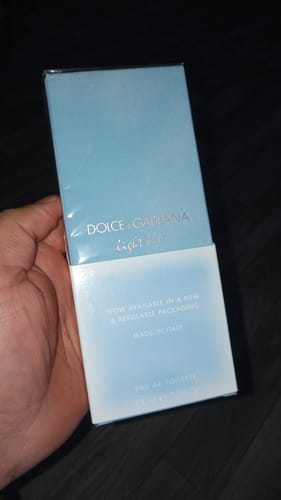 DOLCE & GABBANA
light blue
NOW AVAILABLE IN A NEW
& REFILLABLE PACKAGING
MADE IN ITALY
EAU DE TOILETTE